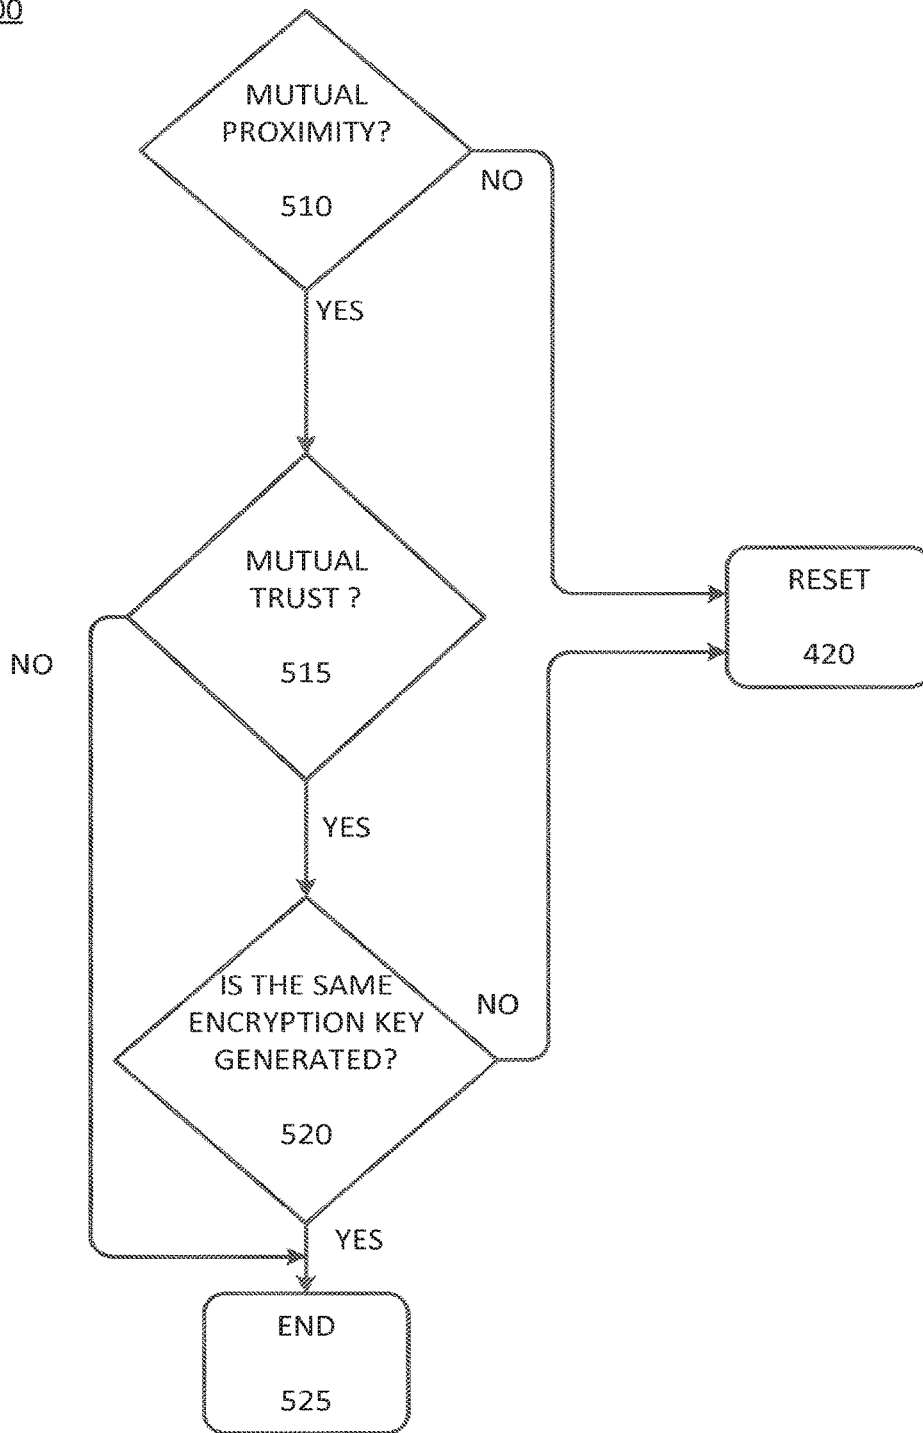 00
MUTUAL
PROXIMITY?
510
NO
YES
MUTUAL
TRUST ?
515
NO
YES
RESET
420
IS THE SAME
ENCRYPTION KEY
GENERATED?
520
NO
YES
END
525